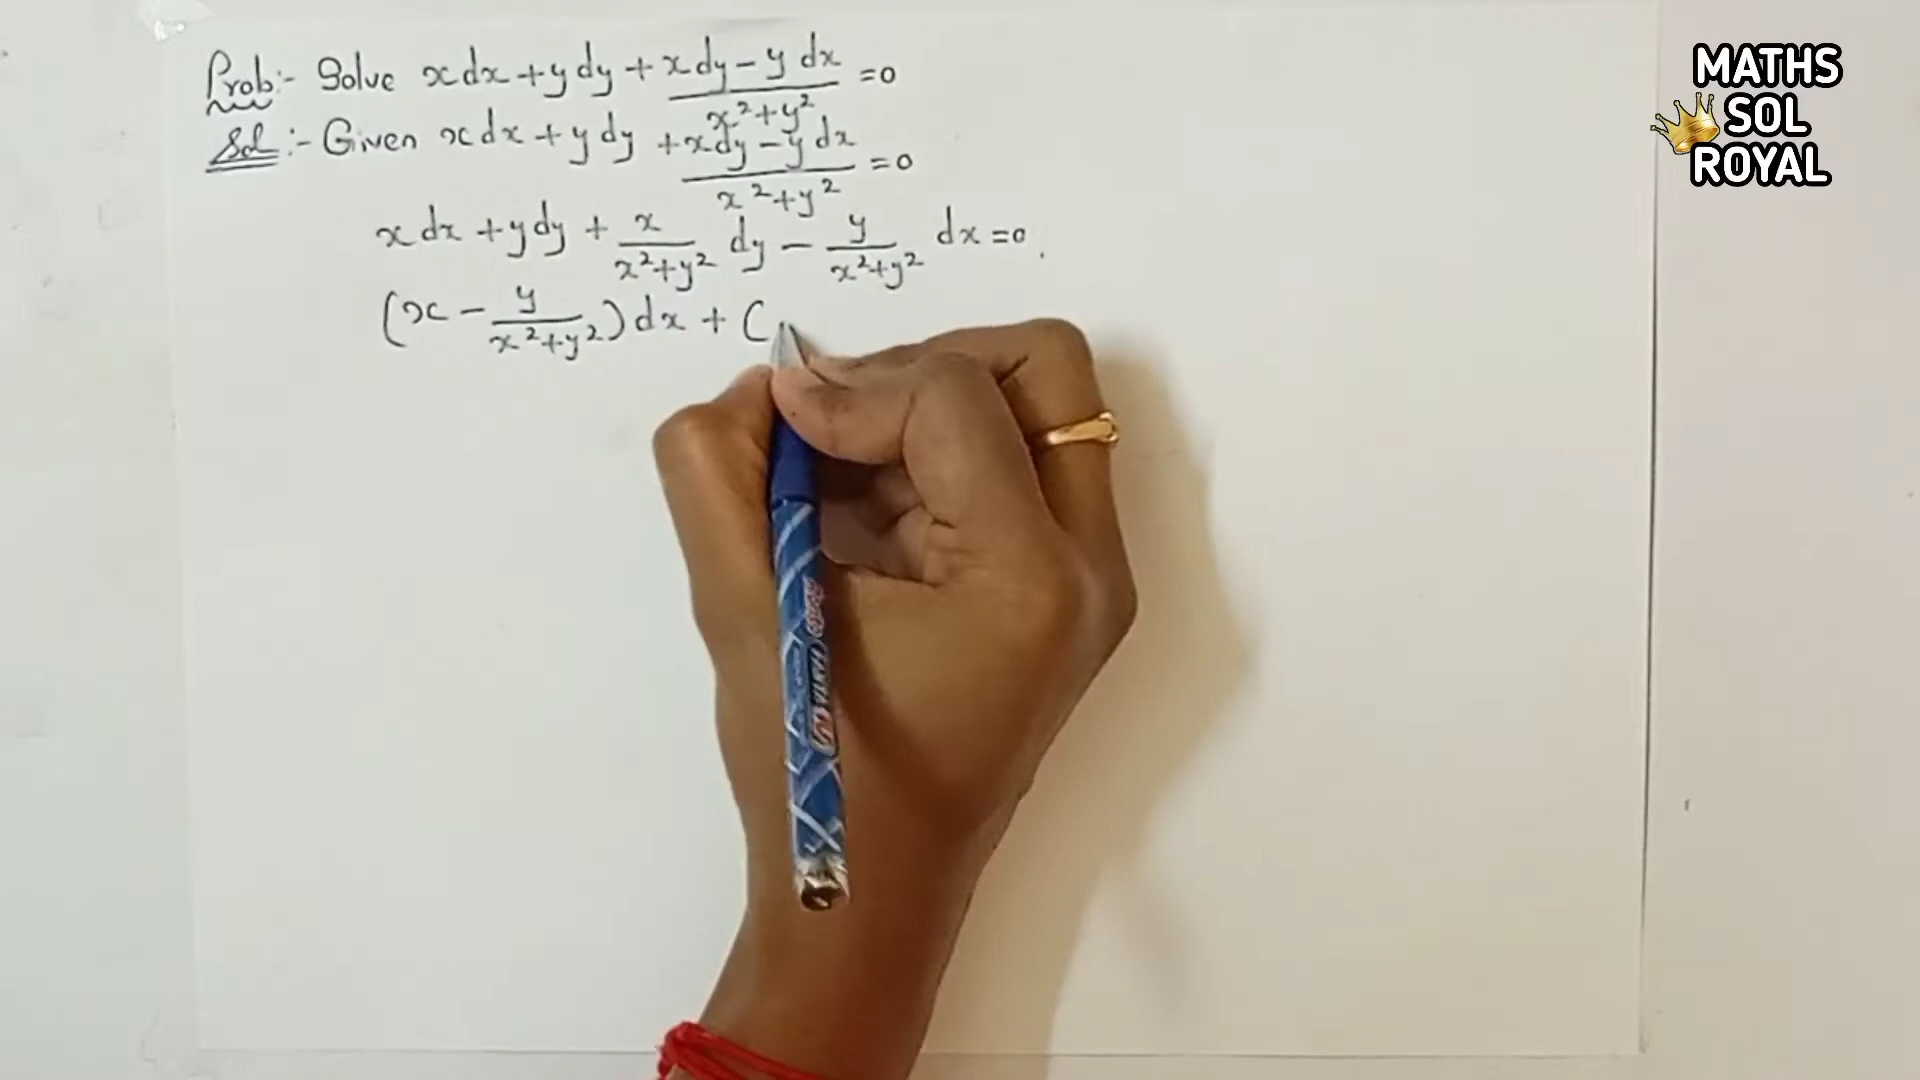 Prob:- Solve x dx + y dy + (x dy - y dx)/(x² + y²) = 0
Sol:- Given x dx + y dy + (x dy - y dx)/(x² + y²) = 0
x dx + y dy + x/(x² + y²) dy - y/(x² + y²) dx = 0.
(x - y/(x² + y²)) dx + (
MATHS
SOL
ROYAL